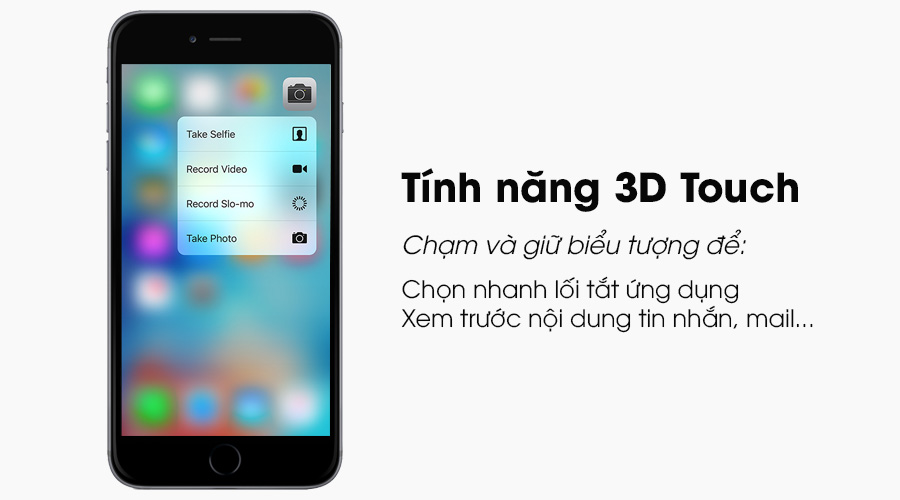 Take Selfie
Record Video
Record Slo-mo
Take Photo
Tính năng 3D Touch
Chạm và giữ biểu tượng để:
Chọn nhanh lối tắt ứng dụng
Xem trước nội dung tin nhắn, mail...